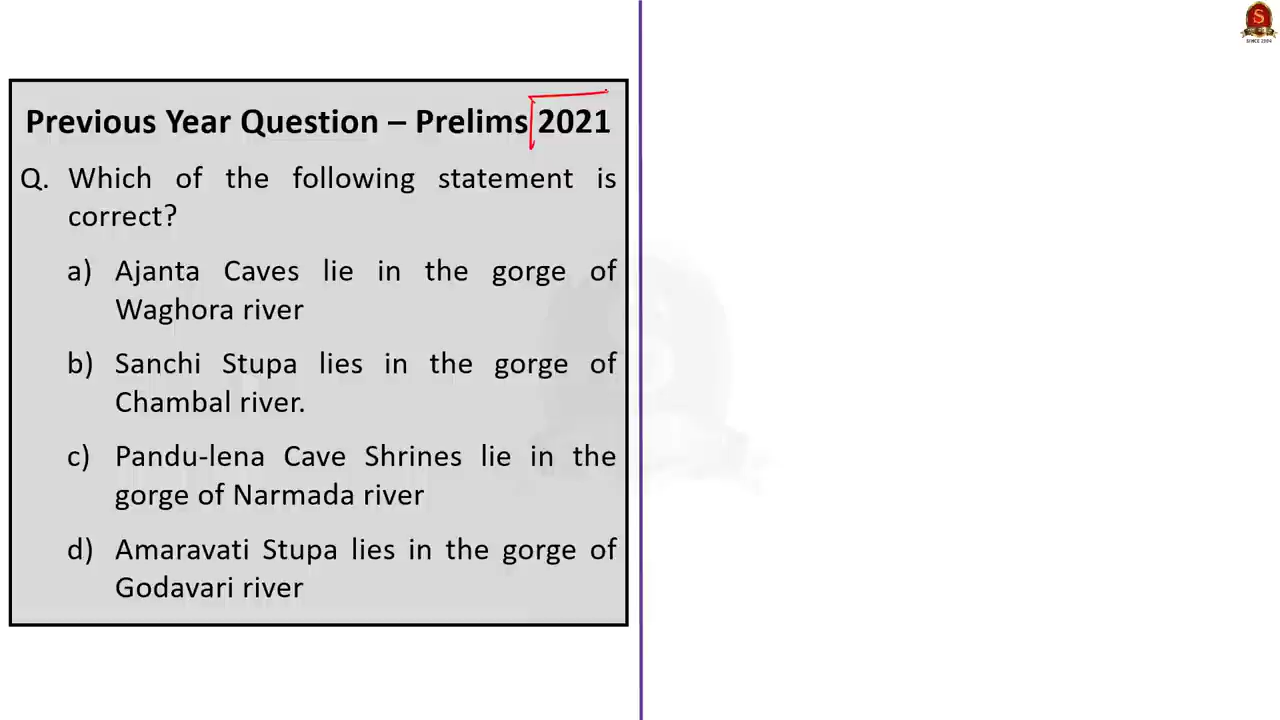 Previous Year Question – Prelims 2021
Q. Which of the following statement is
correct?
a) Ajanta Caves lie in the gorge of
Waghora river
b) Sanchi Stupa lies in the gorge of
Chambal river.
c) Pandu-lena Cave Shrines lie in the
gorge of Narmada river
d) Amaravati Stupa lies in the gorge of
Godavari river
S
SINCE 2004